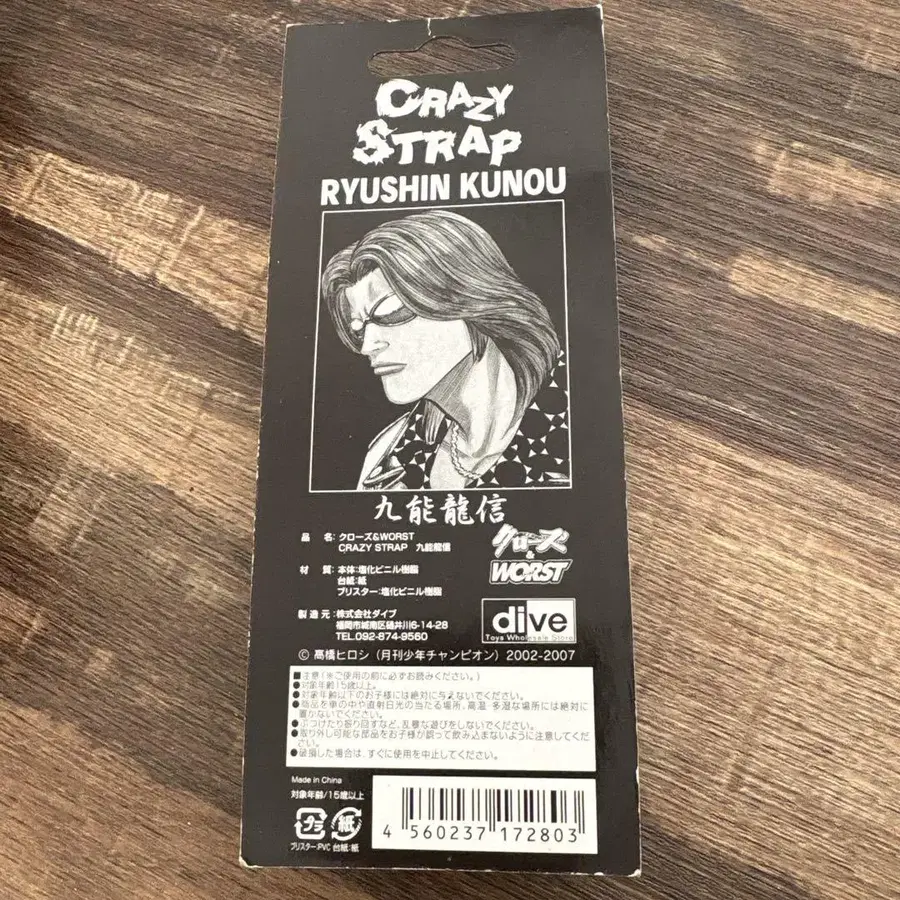 CRAZY
STRAP
RYUSHIN KUNOU
九能龍信
品 名:クローズ&WORST
CRAZY STRAP 九能龍信
材 質:本体:塩化ビニル樹脂
台紙:紙
ブリスター:塩化ビニル樹脂
製造元:株式会社ダイブ
福岡市城南区樋井川6-14-28
TEL.092-874-9560
クローズ
&
WORST
dive
Toys Wholesale Store
© 高橋ヒロシ(月刊少年チャンピオン)2002-2007
■注意(※ご使用の前に必ずお読みください。)
●対象年齢15歳以上。
●対象年齢以下のお子様には絶対に与えないでください。
●商品を車の中や直射日光の当たる場所、高温 多湿な場所には絶対に
置かないでください。
●ぶつけたり振り回すなど、乱暴な遊びをしないでください。
●取り外し可能な部品をお子様が誤って飲み込まないように注意してくだ
さい。
●破損した場合は、すぐに使用を中止してください。
Made in China
対象年齢/15歳以上
プラ 紙
ブリスター:PVC 台紙:紙
4 560237 172803